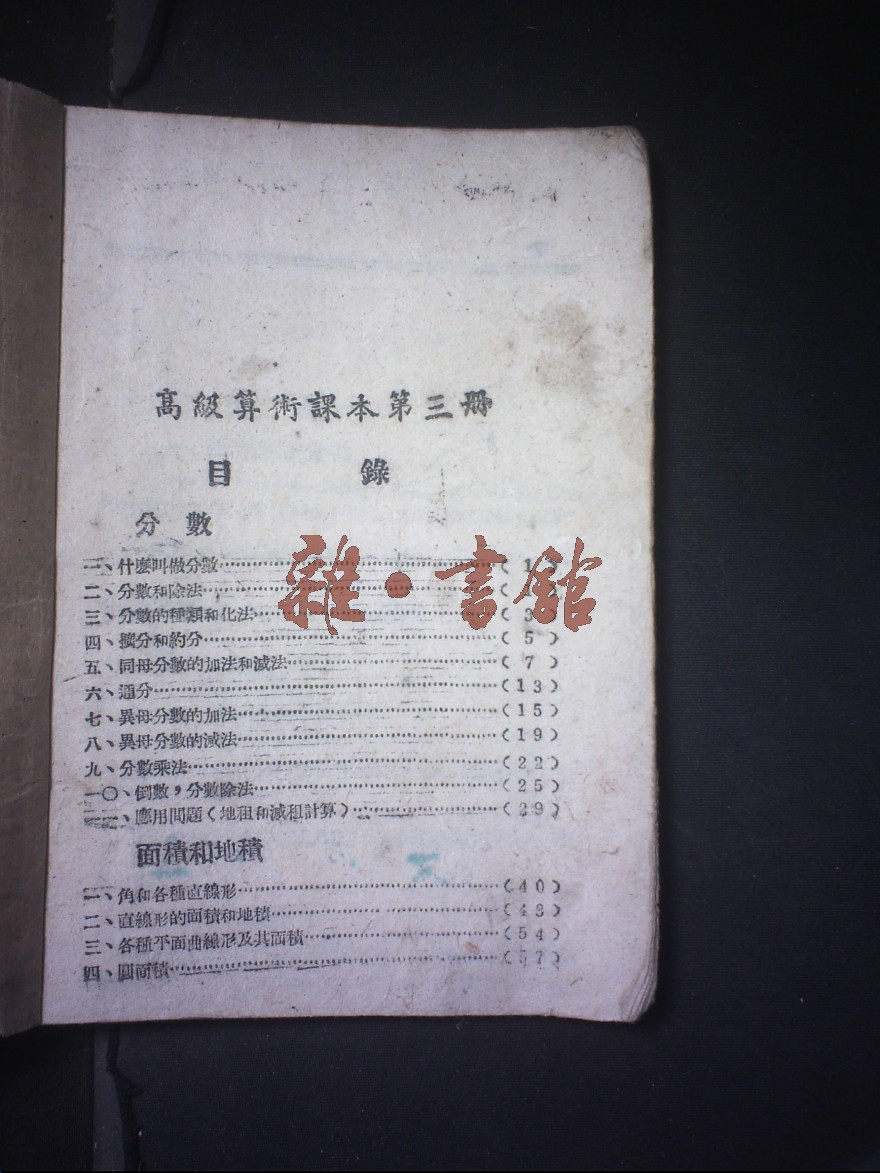 高級算術課本第三册
目 錄
分 數
一、什麼叫做分數……( 1 )
二、分數和除法……
三、分數的種類和化法……( 3 )
四、擴分和約分……( 5 )
五、同母分數的加法和減法……( 7 )
六、通分……(13)
七、異母分數的加法……(15)
八、異母分數的減法……(19)
九、分數乘法……(22)
一〇、倒數，分數除法……(25)
一一、應用問題(地租和減租計算)……(29)
面積和地積
一、角和各種直線形……(40)
二、直線形的面積和地積……(43)
三、各種平面曲線形及其面積……(54)
四、圓面積……(57)
雜·書館